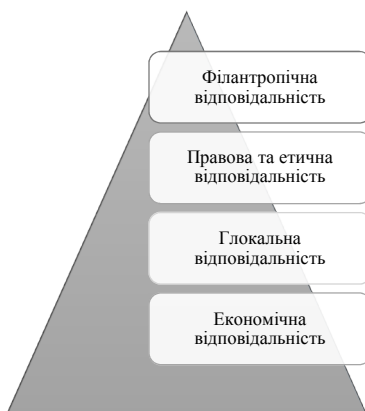 Філантропічна
відповідальність
Правова та етична
відповідальність
Глокальна
відповідальність
Економічна
відповідальність